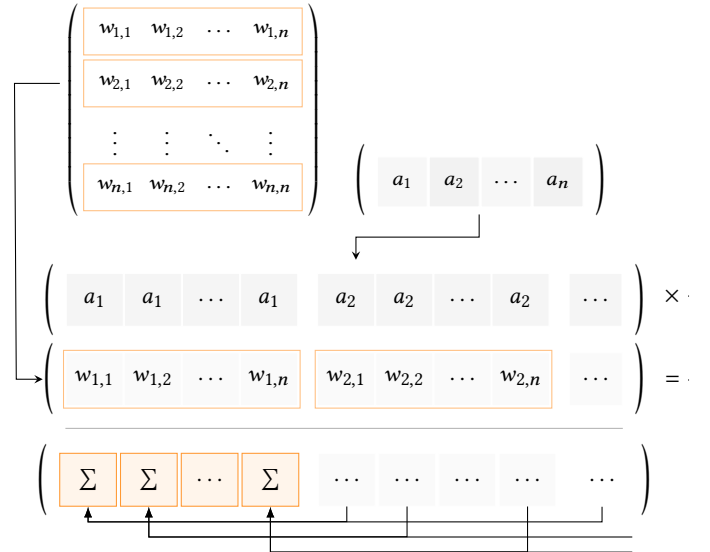 w1,1 w1,2 ⋯ w1,n
w2,1 w2,2 ⋯ w2,n
⋮ ⋮ ⋱ ⋮
wn,1 wn,2 ⋯ wn,n
a1 a2 ⋯ an
a1 a1 ⋯ a1 a2 a2 ⋯ a2 ⋯ ×
w1,1 w1,2 ⋯ w1,n w2,1 w2,2 ⋯ w2,n ⋯ =
∑ ∑ ⋯ ∑ ⋯ ⋯ ⋯ ⋯ ⋯